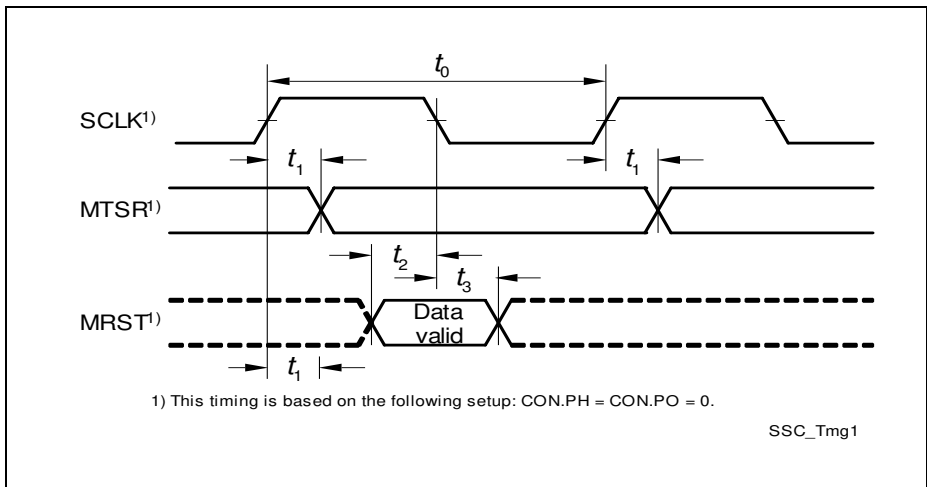 t0
SCLK1)
t1
t1
MTSR1)
t2
t3
MRST1)
Data
valid
t1
1) This timing is based on the following setup: CON.PH = CON.PO = 0.
SSC_Tmg1